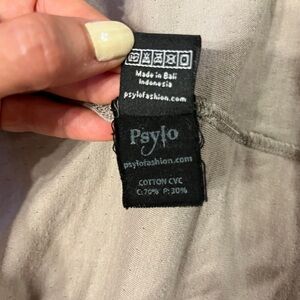 Made in Bali
Indonesia
psylofashion.com
Psylo
psylofashion.com
COTTON CVC
C:70% P:30%